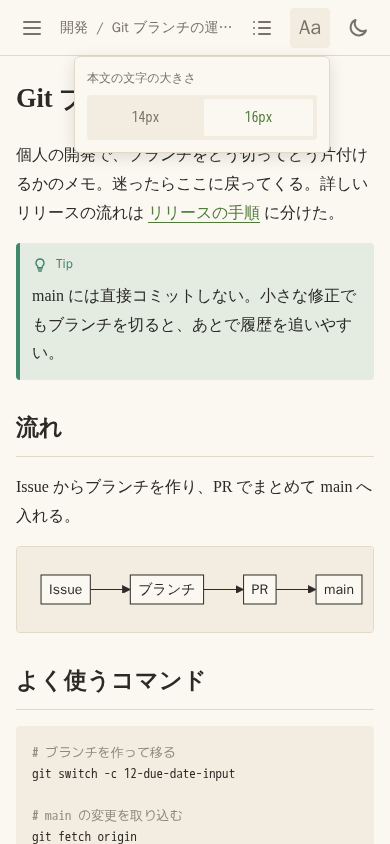 開発 / Git ブランチの運…
Aa
本文の文字の大きさ
14px 16px
Git
個人の開発で、ブランチをどう切ってどう片付け
るかのメモ。迷ったらここに戻ってくる。詳しい
リリースの流れは リリースの手順 に分けた。
Tip
main には直接コミットしない。小さな修正で
もブランチを切ると、あとで履歴を追いやす
い。
流れ
Issue からブランチを作り、PR でまとめて main へ
入れる。
Issue ブランチ PR main
よく使うコマンド
# ブランチを作って移る
git switch -c 12-due-date-input
# main の変更を取り込む
git fetch origin